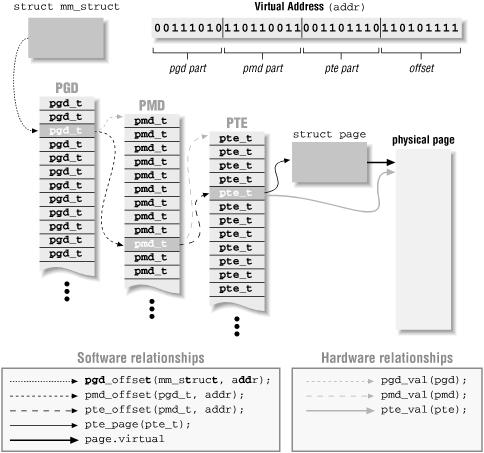 struct mm_struct
Virtual Address (addr)
00111010110110011001101110110101111
pgd part
pmd part
pte part
offset
PGD
pgd_t
pgd_t
pgd_t
pgd_t
pgd_t
pgd_t
pgd_t
pgd_t
pgd_t
pgd_t
pgd_t
pgd_t
PMD
pmd_t
pmd_t
pmd_t
pmd_t
pmd_t
pmd_t
pmd_t
pmd_t
pmd_t
pmd_t
pmd_t
pmd_t
PTE
pte_t
pte_t
pte_t
pte_t
pte_t
pte_t
pte_t
pte_t
pte_t
pte_t
pte_t
pte_t
struct page
physical page
Software relationships
pgd_offset(mm_struct, addr);
pmd_offset(pgd_t, addr);
pte_offset(pmd_t, addr);
pte_page(pte_t);
page.virtual
Hardware relationships
pgd_val(pgd);
pmd_val(pmd);
pte_val(pte);